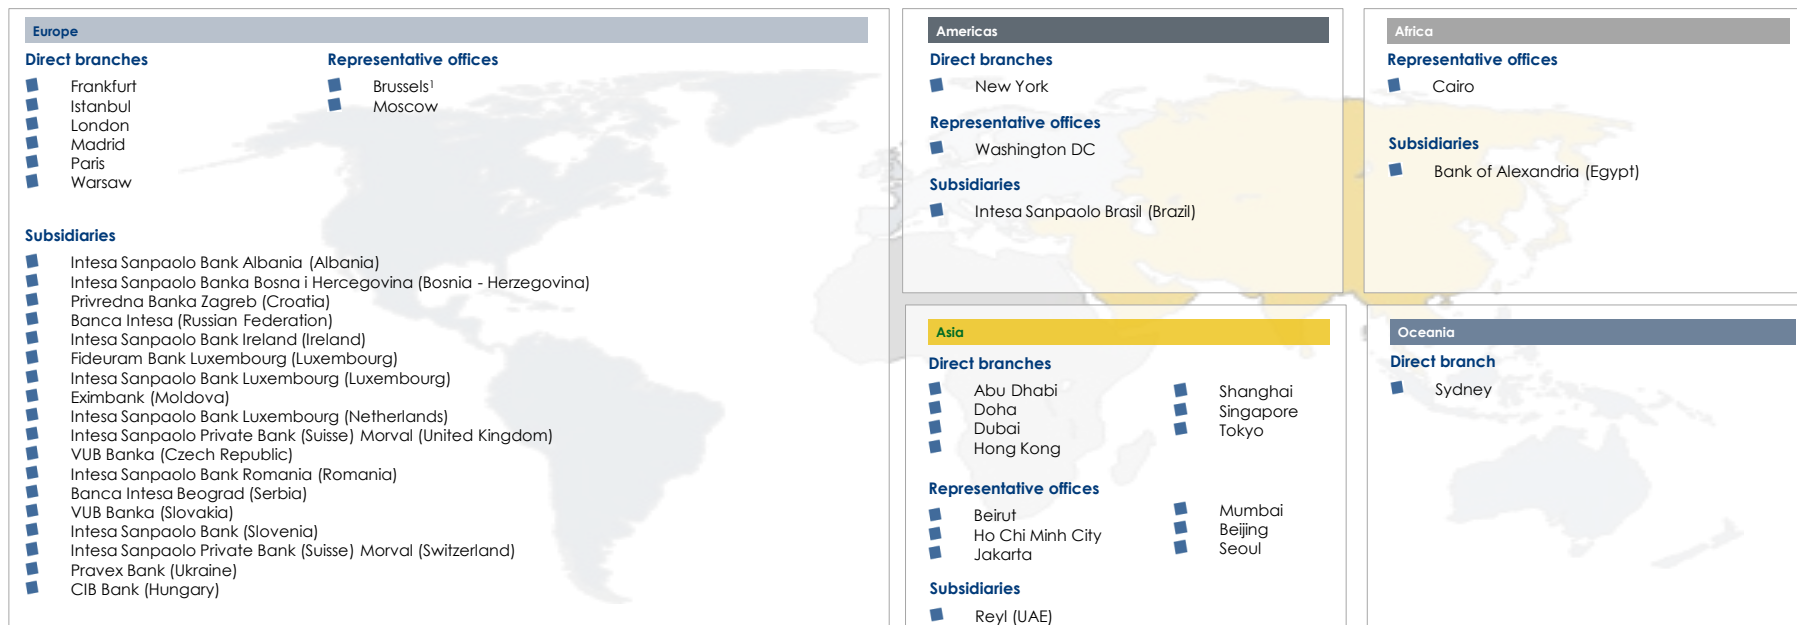 Europe
Direct branches
Frankfurt
Istanbul
London
Madrid
Paris
Warsaw
Representative offices
Brussels¹
Moscow
Subsidiaries
Intesa Sanpaolo Bank Albania (Albania)
Intesa Sanpaolo Banka Bosna i Hercegovina (Bosnia - Herzegovina)
Privredna Banka Zagreb (Croatia)
Banca Intesa (Russian Federation)
Intesa Sanpaolo Bank Ireland (Ireland)
Fideuram Bank Luxembourg (Luxembourg)
Intesa Sanpaolo Bank Luxembourg (Luxembourg)
Eximbank (Moldova)
Intesa Sanpaolo Bank Luxembourg (Netherlands)
Intesa Sanpaolo Private Bank (Suisse) Morval (United Kingdom)
VUB Banka (Czech Republic)
Intesa Sanpaolo Bank Romania (Romania)
Banca Intesa Beograd (Serbia)
VUB Banka (Slovakia)
Intesa Sanpaolo Bank (Slovenia)
Intesa Sanpaolo Private Bank (Suisse) Morval (Switzerland)
Pravex Bank (Ukraine)
CIB Bank (Hungary)
Americas
Direct branches
New York
Representative offices
Washington DC
Subsidiaries
Intesa Sanpaolo Brasil (Brazil)
Africa
Representative offices
Cairo
Subsidiaries
Bank of Alexandria (Egypt)
Asia
Direct branches
Abu Dhabi
Doha
Dubai
Hong Kong
Shanghai
Singapore
Tokyo
Representative offices
Beirut
Ho Chi Minh City
Jakarta
Mumbai
Beijing
Seoul
Subsidiaries
Reyl (UAE)
Oceania
Direct branch
Sydney